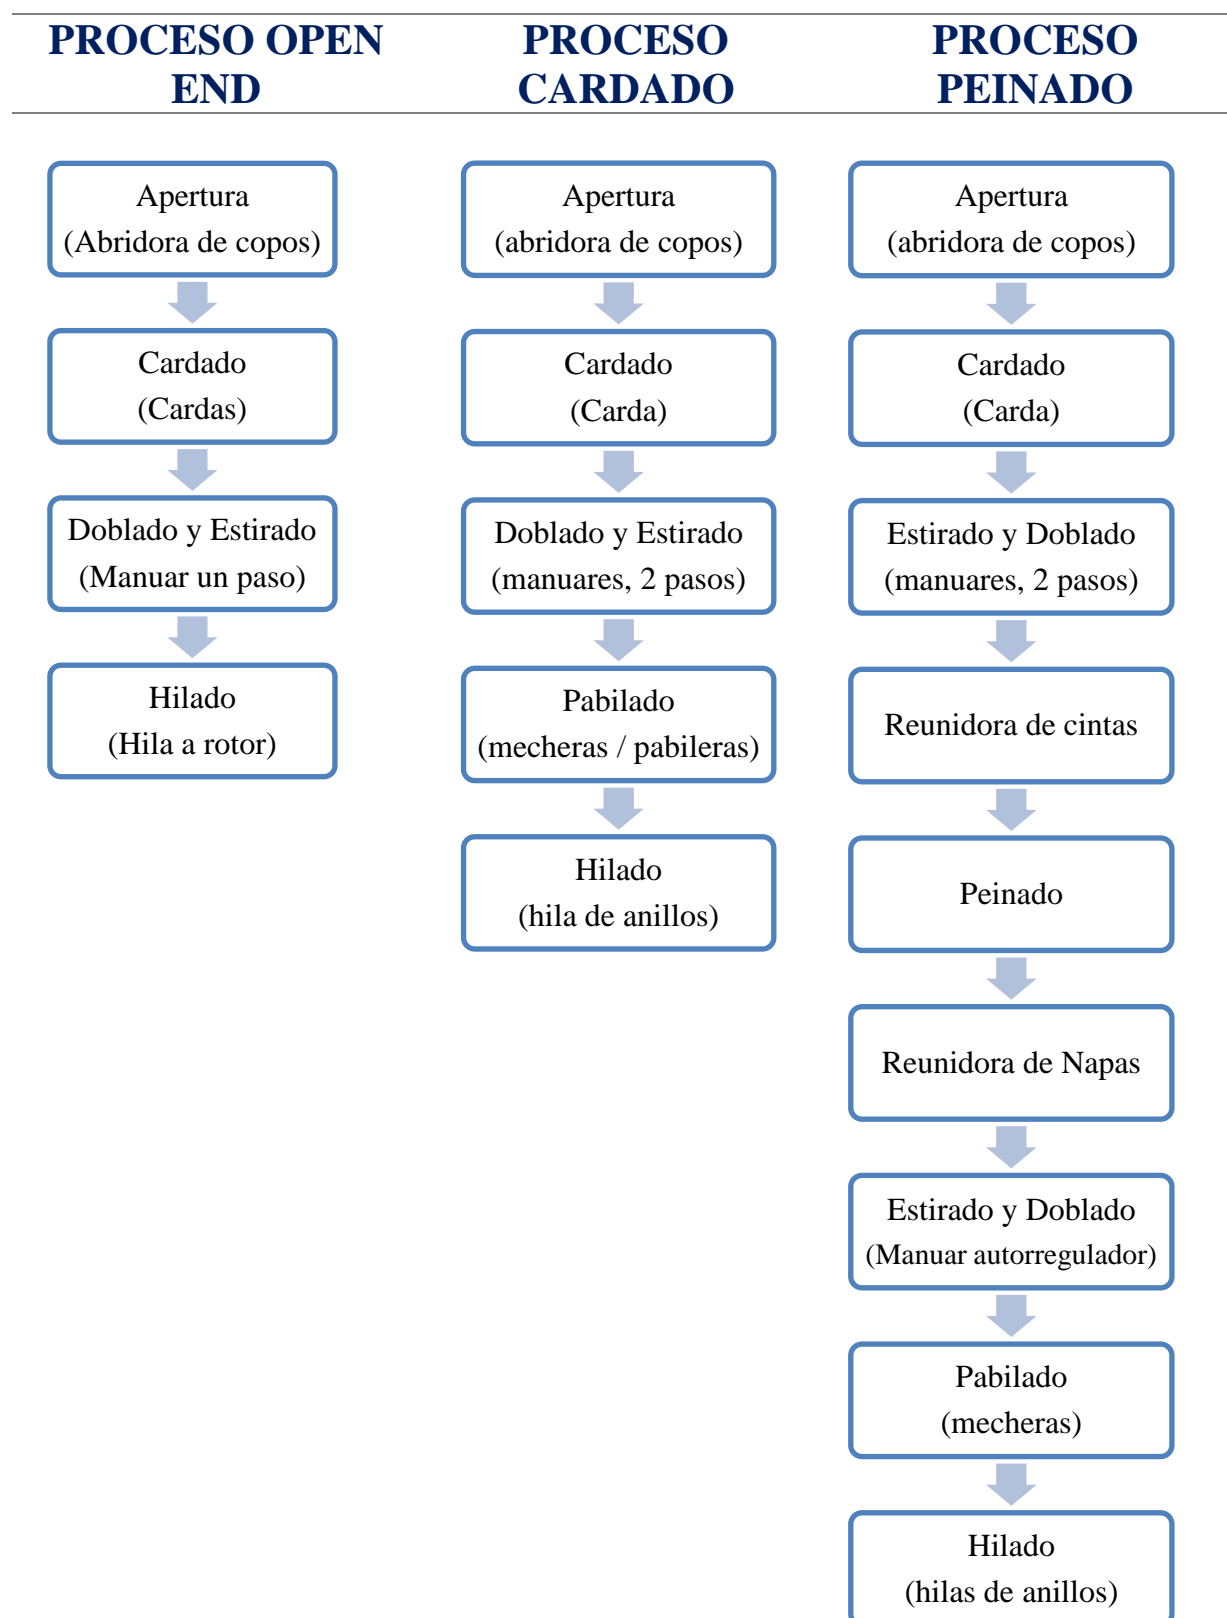 PROCESO OPEN
END
PROCESO
CARDADO
PROCESO
PEINADO
Apertura
(Abridora de copos)
Cardado
(Cardas)
Doblado y Estirado
(Manuar un paso)
Hilado
(Hila a rotor)
Apertura
(abridora de copos)
Cardado
(Carda)
Doblado y Estirado
(manuares, 2 pasos)
Pabilado
(mecheras / pabileras)
Hilado
(hila de anillos)
Apertura
(abridora de copos)
Cardado
(Carda)
Estirado y Doblado
(manuares, 2 pasos)
Reunidora de cintas
Peinado
Reunidora de Napas
Estirado y Doblado
(Manuar autorregulador)
Pabilado
(mecheras)
Hilado
(hilas de anillos)